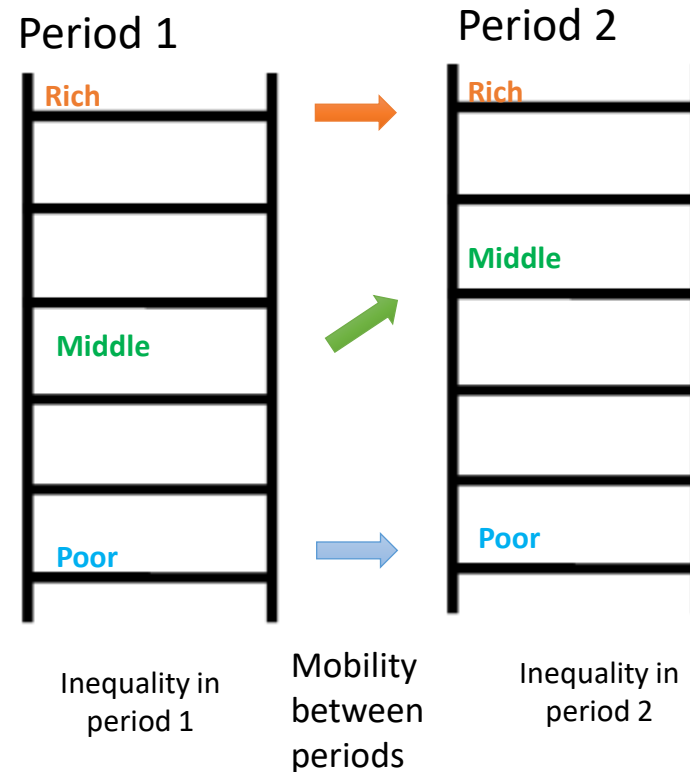 Period 1
Period 2
Rich
Rich
Middle
Middle
Poor
Poor
Inequality in
period 1
Mobility
between
periods
Inequality in
period 2